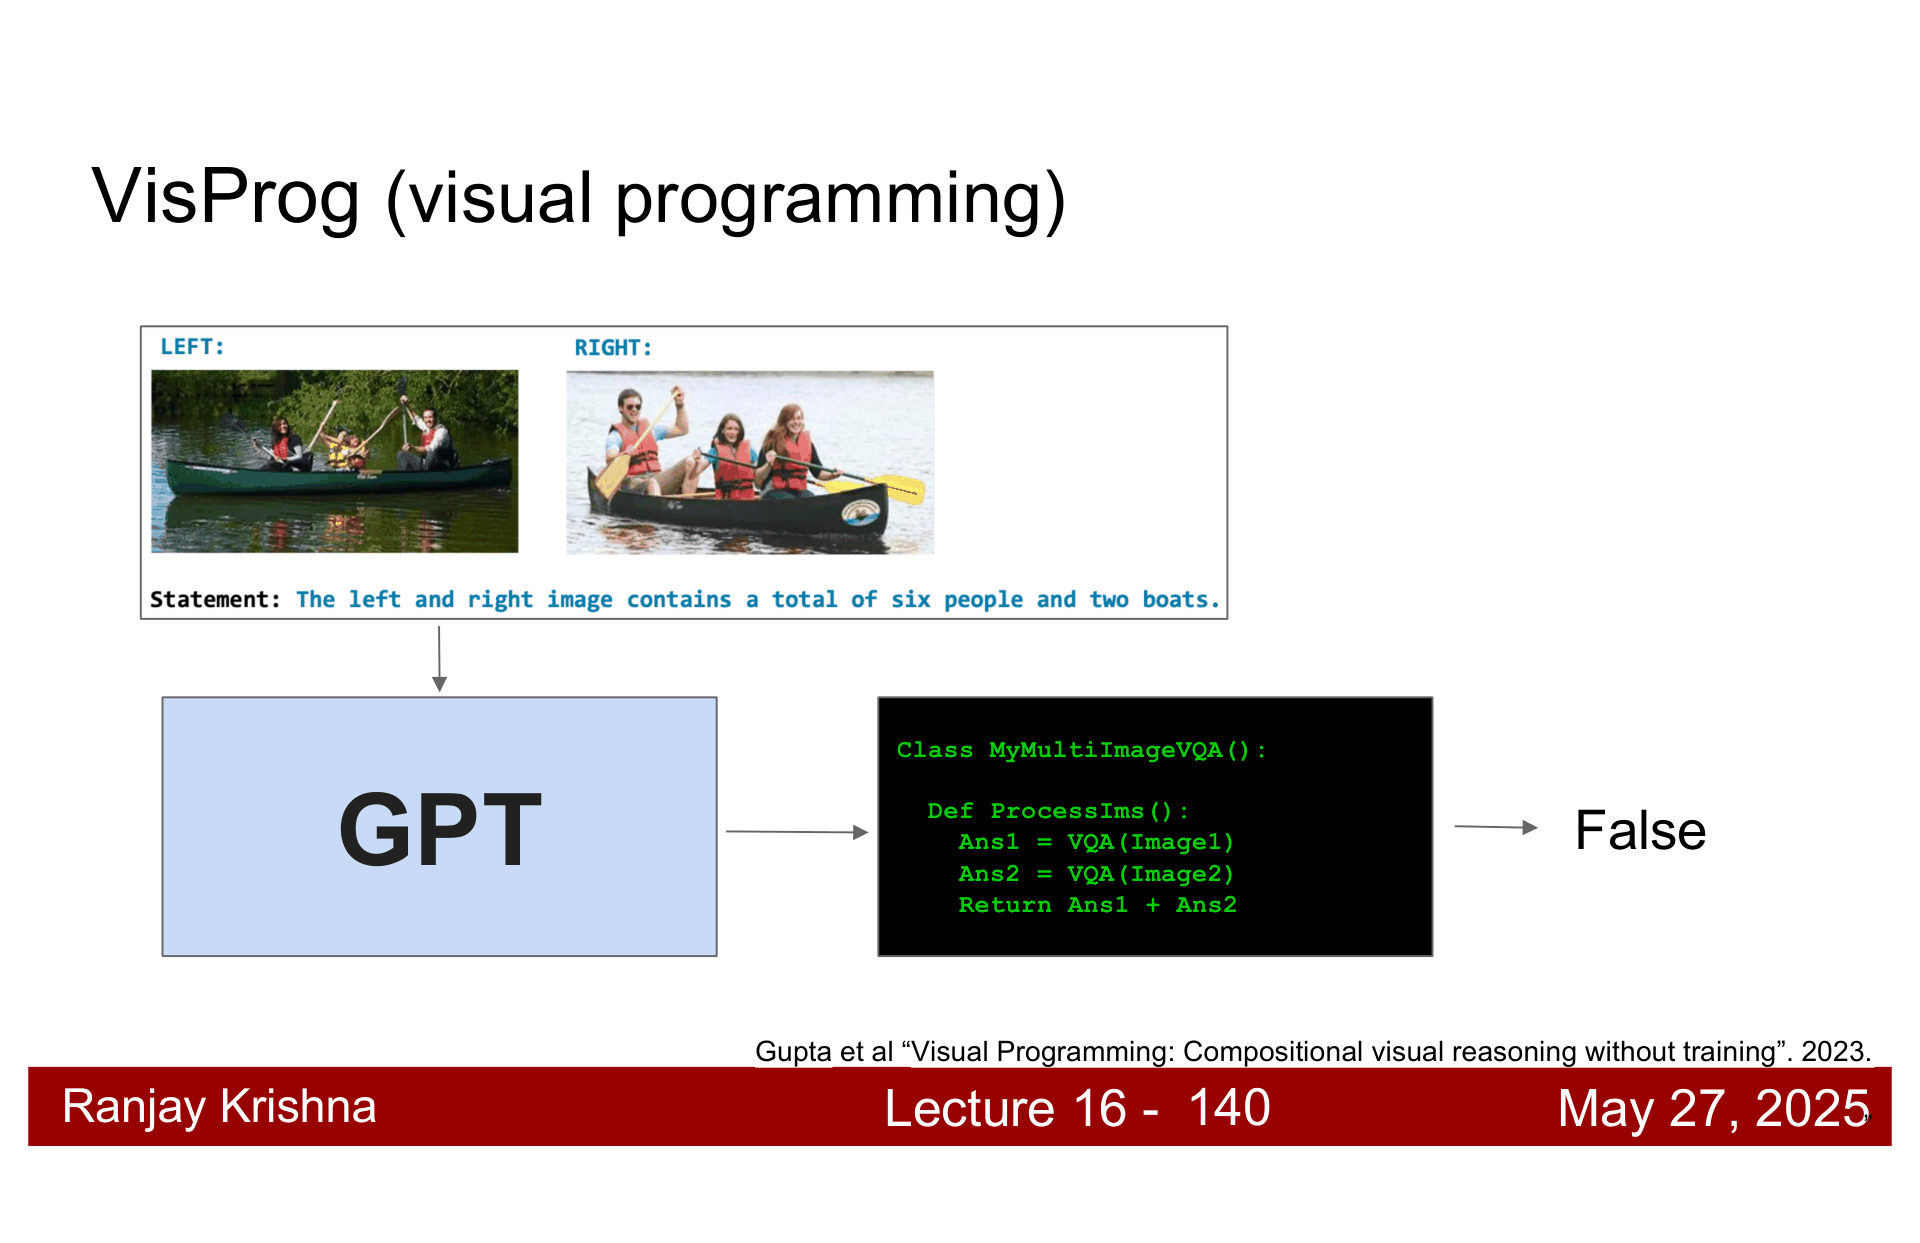 VisProg (visual programming)
LEFT:
RIGHT:
Statement: The left and right image contains a total of six people and two boats.
GPT
Class MyMultiImageVQA():
Def ProcessIms():
Ans1 = VQA(Image1)
Ans2 = VQA(Image2)
Return Ans1 + Ans2
False
Gupta et al “Visual Programming: Compositional visual reasoning without training”. 2023.
Ranjay Krishna
Lecture 16 - 140
May 27, 2025